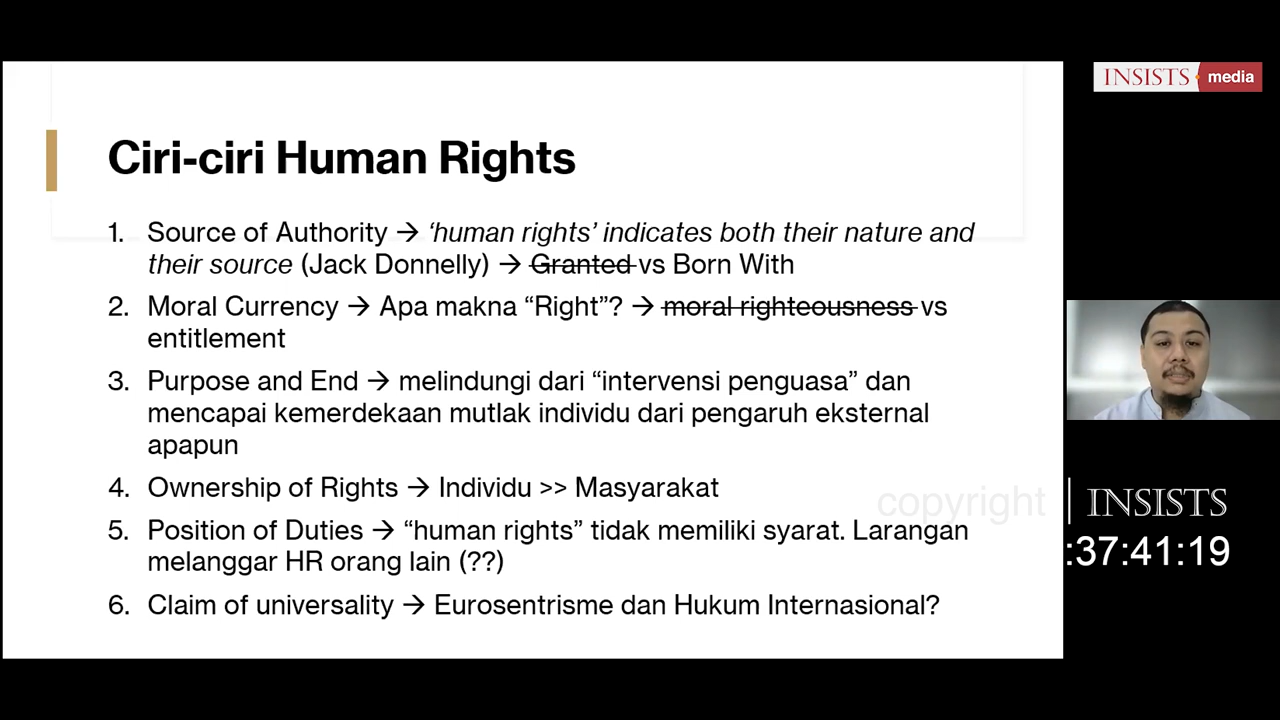 INSISTS media
Ciri-ciri Human Rights
1. Source of Authority → ‘human rights’ indicates both their nature and
their source (Jack Donnelly) → Granted vs Born With
2. Moral Currency → Apa makna “Right”? → moral righteousness vs
entitlement
3. Purpose and End → melindungi dari “intervensi penguasa” dan
mencapai kemerdekaan mutlak individu dari pengaruh eksternal
apapun
4. Ownership of Rights → Individu >> Masyarakat
5. Position of Duties → “human rights” tidak memiliki syarat. Larangan
melanggar HR orang lain (??)
6. Claim of universality → Eurosentrisme dan Hukum Internasional?
copyright | INSISTS
:37:41:19